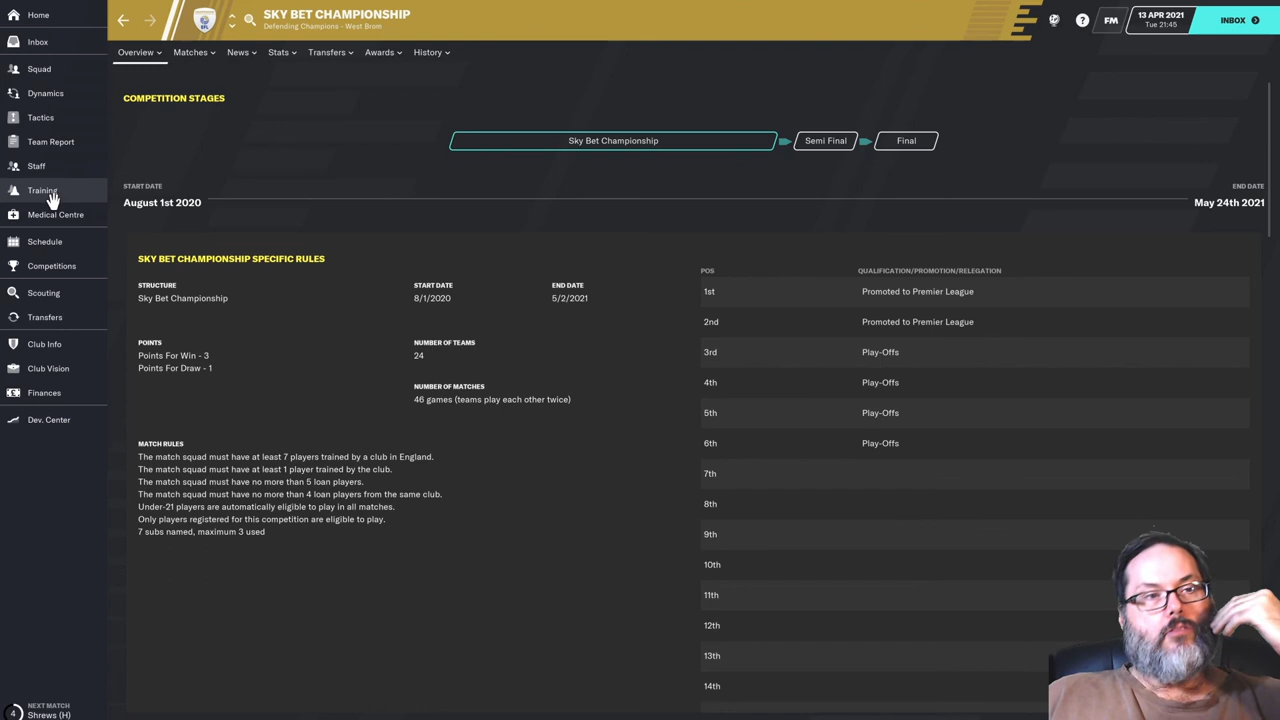 Home
Inbox
Squad
Dynamics
Tactics
Team Report
Staff
Training
Medical Centre
Schedule
Competitions
Scouting
Transfers
Club Info
Club Vision
Finances
Dev. Center
4
NEXT MATCH
Shrews (H)
SKY BET CHAMPIONSHIP
Defending Champions - West Brom
FM
13 APR 2021
Tue 21:45
INBOX
Overview Matches News Stats Transfers Awards History
COMPETITION STAGES
Sky Bet Championship Semi Final Final
START DATE END DATE
August 1st 2020 May 24th 2021
SKY BET CHAMPIONSHIP SPECIFIC RULES
STRUCTURE START DATE END DATE
Sky Bet Championship 8/1/2020 5/2/2021
POINTS NUMBER OF TEAMS
Points For Win - 3 24
Points For Draw - 1
NUMBER OF MATCHES
46 games (teams play each other twice)
MATCH RULES
The match squad must have at least 7 players trained by a club in England.
The match squad must have at least 1 player trained by the club.
The match squad must have no more than 5 loan players.
The match squad must have no more than 4 loan players from the same club.
Under-21 players are automatically eligible to play in all matches.
Only players registered for this competition are eligible to play.
7 subs named, maximum 3 used
POS QUALIFICATION/PROMOTION/RELEGATION
1st Promoted to Premier League
2nd Promoted to Premier League
3rd Play-Offs
4th Play-Offs
5th Play-Offs
6th Play-Offs
7th
8th
9th
10th
11th
12th
13th
14th